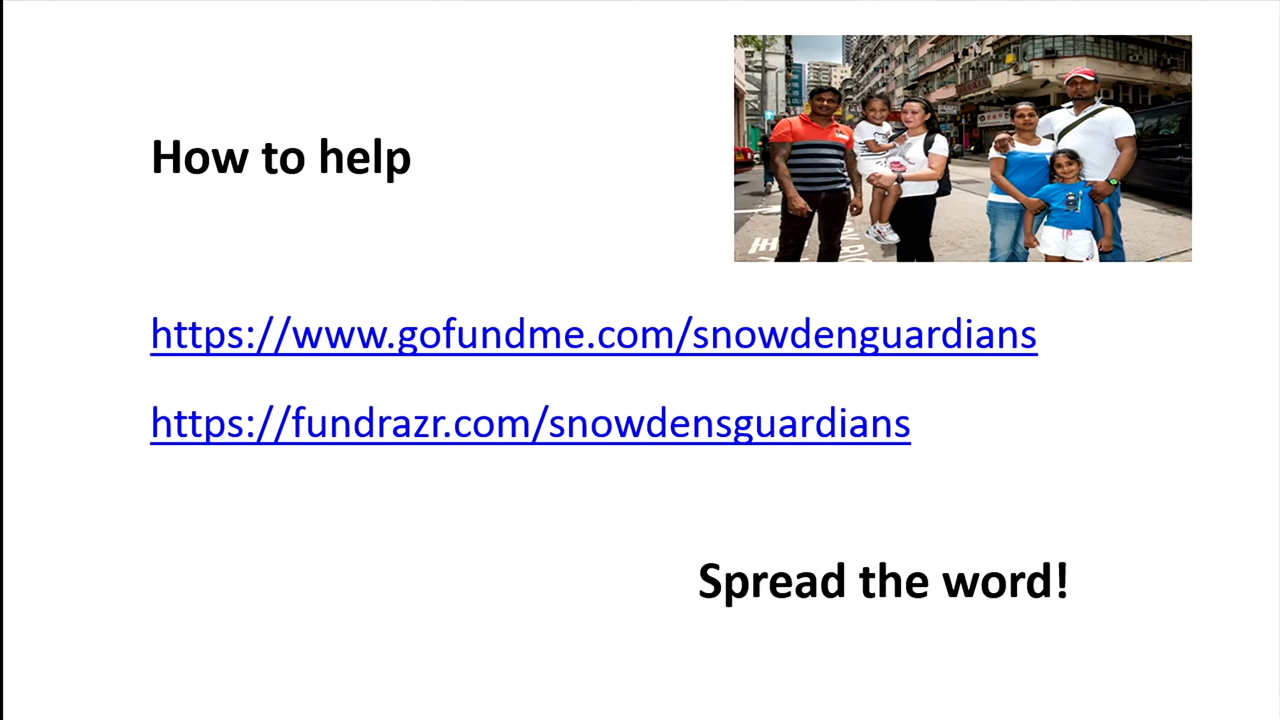 How to help
https://www.gofundme.com/snowdenguardians
https://fundrazr.com/snowdensguardians
Spread the word!